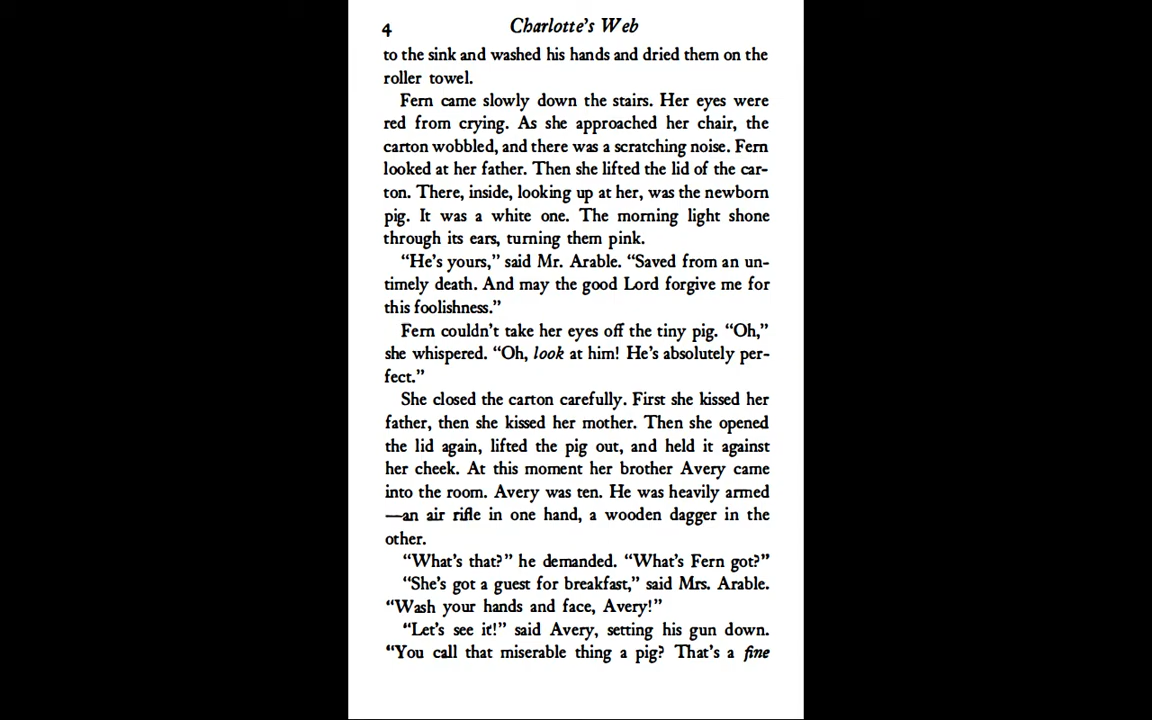 4 Charlotte's Web
to the sink and washed his hands and dried them on the
roller towel.
Fern came slowly down the stairs. Her eyes were
red from crying. As she approached her chair, the
carton wobbled, and there was a scratching noise. Fern
looked at her father. Then she lifted the lid of the car-
ton. There, inside, looking up at her, was the newborn
pig. It was a white one. The morning light shone
through its ears, turning them pink.
“He's yours,” said Mr. Arable. “Saved from an un-
timely death. And may the good Lord forgive me for
this foolishness.”
Fern couldn't take her eyes off the tiny pig. “Oh,”
she whispered. “Oh, look at him! He's absolutely per-
fect.”
She closed the carton carefully. First she kissed her
father, then she kissed her mother. Then she opened
the lid again, lifted the pig out, and held it against
her cheek. At this moment her brother Avery came
into the room. Avery was ten. He was heavily armed
—an air rifle in one hand, a wooden dagger in the
other.
“What's that?” he demanded. “What's Fern got?”
“She's got a guest for breakfast,” said Mrs. Arable.
“Wash your hands and face, Avery!”
“Let's see it!” said Avery, setting his gun down.
“You call that miserable thing a pig? That's a fine